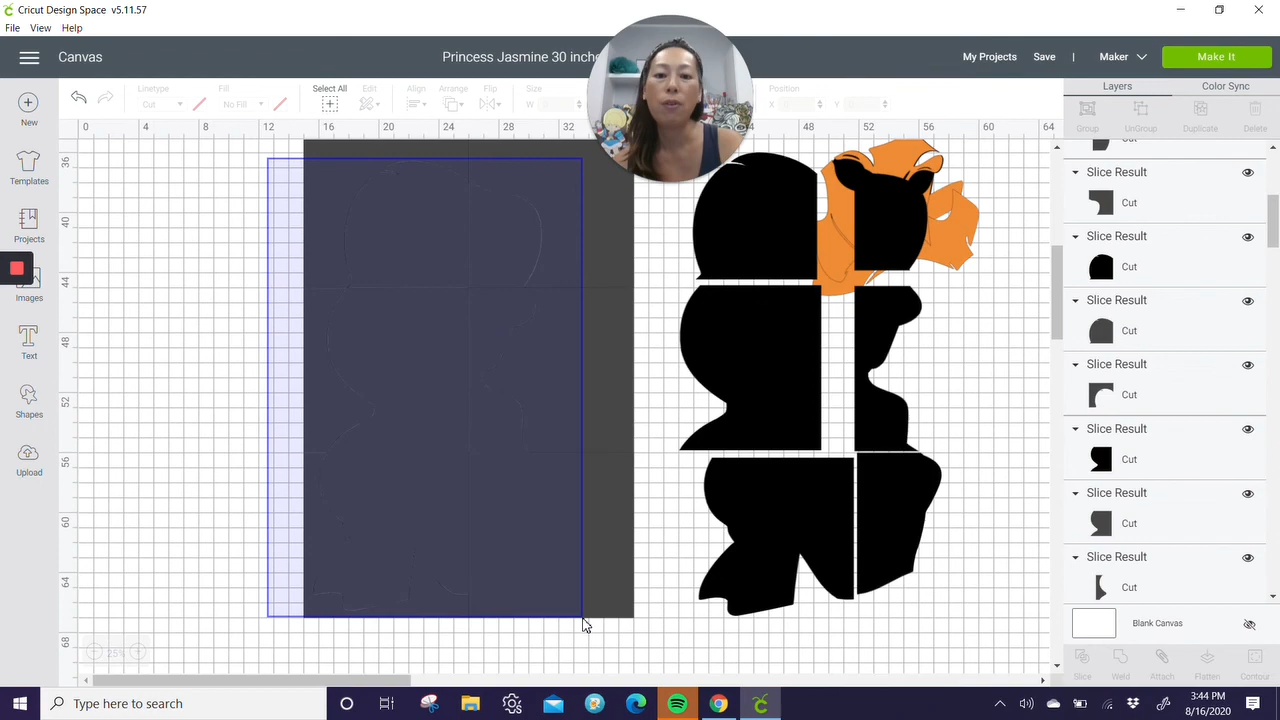 Cricut Design Space v5.11.57
File View Help
Canvas
Princess Jasmine 30 inche
My Projects Save | Make Make It
New
Templates
Projects
Images
Text
Shapes
Upload
Linetype
Cut
Fill
No Fill
Select All
Edit
Align
Arrange
Flip
Size
W
Position
X
Y
0 4 8 12 16 20 24 28 32 48 52 56 60 64
36
40
44
48
52
56
60
64
68
25%
Layers Color Sync
Group UnGroup Duplicate Delete
Cut
Slice Result
Cut
Slice Result
Cut
Slice Result
Cut
Slice Result
Cut
Slice Result
Cut
Slice Result
Cut
Slice Result
Cut
Blank Canvas
Slice Weld Attach Flatten Contour
Type here to search
3:44 PM
8/16/2020